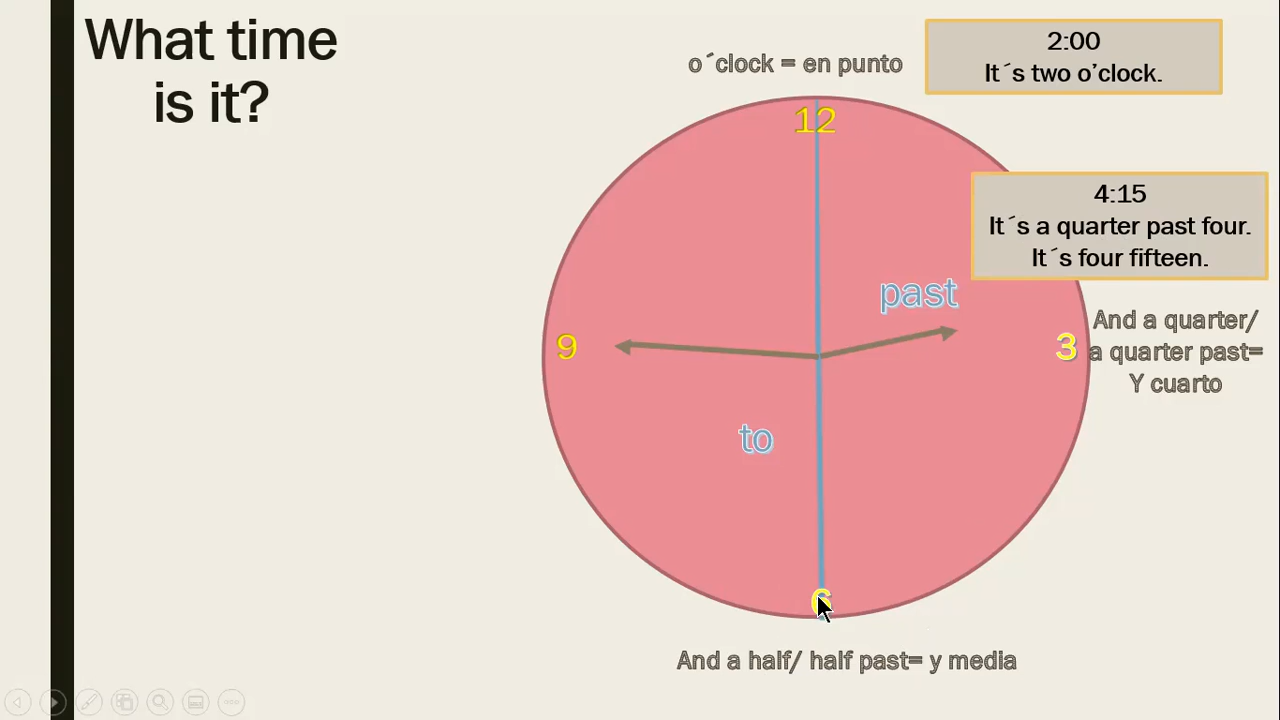 What time
is it?
o´clock = en punto
2:00
It´s two o’clock.
12
4:15
It´s a quarter past four.
It´s four fifteen.
past
9
3
And a quarter/
a quarter past=
Y cuarto
to
6
And a half/ half past= y media